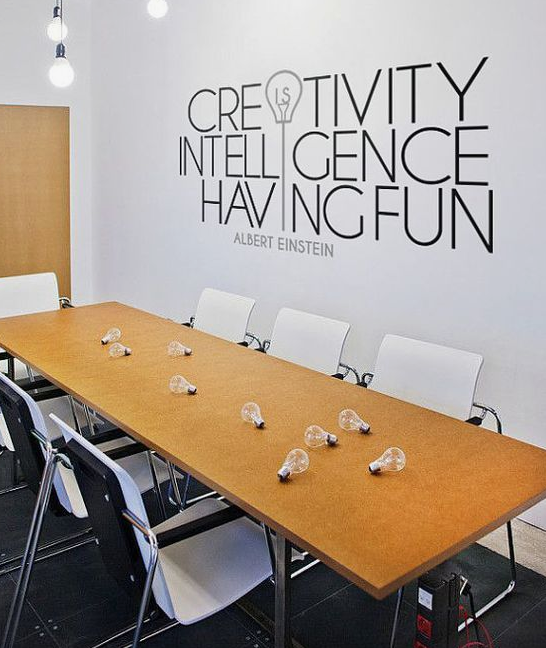 CREATIVITY
IS
INTELLIGENCE
HAVING FUN
ALBERT EINSTEIN